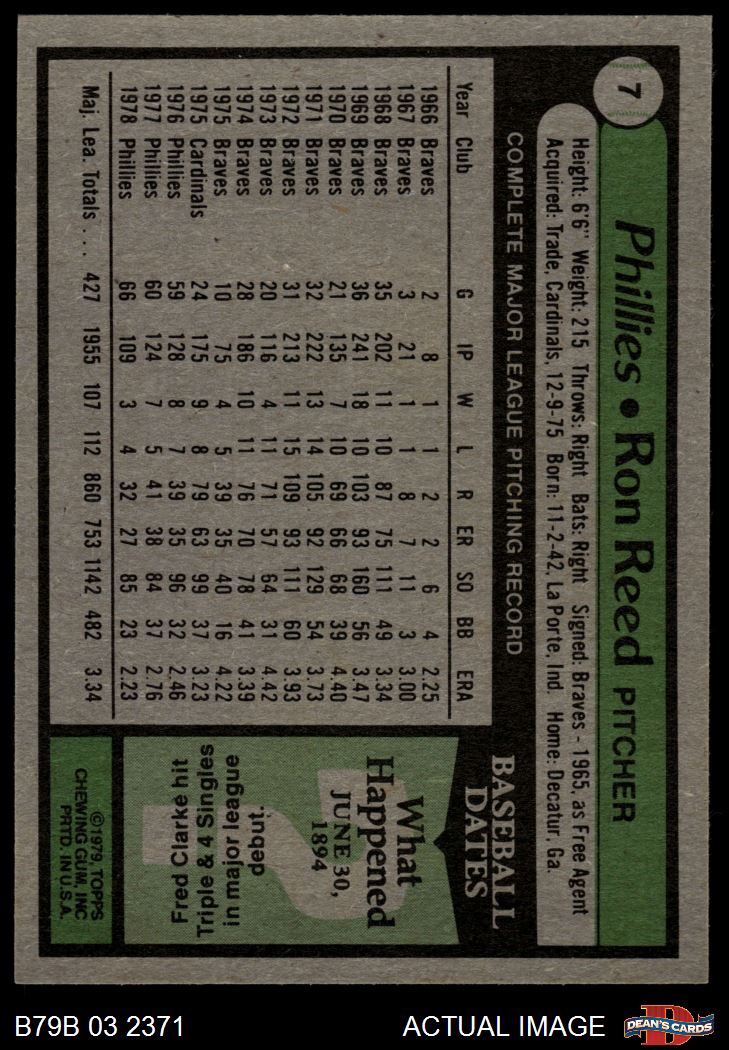 7
Phillies • Ron Reed PITCHER
Height: 6'6" Weight: 215 Throws: Right Bats: Right Signed: Braves - 1965, as Free Agent
Acquired: Trade, Cardinals, 12-9-75 Born: 11-2-42, La Porte, Ind. Home: Decatur, Ga.
COMPLETE MAJOR LEAGUE PITCHING RECORD
Year Club G IP W L R ER SO BB ERA
1966 Braves 2 8 1 1 2 2 6 4 2.25
1967 Braves 3 21 1 1 8 7 11 3 3.00
1968 Braves 35 202 11 10 87 75 111 49 3.34
1969 Braves 36 241 18 10 103 93 160 56 3.47
1970 Braves 21 135 7 10 69 66 68 39 4.40
1971 Braves 32 222 13 14 105 92 129 54 3.73
1972 Braves 31 213 11 15 109 93 111 60 3.93
1973 Braves 20 116 4 11 71 57 64 31 4.42
1974 Braves 28 186 10 11 76 70 78 41 3.39
1975 Braves 10 75 4 5 39 35 40 16 4.22
1975 Cardinals 24 175 9 8 79 63 99 37 3.23
1976 Phillies 59 128 8 7 39 35 96 32 2.46
1977 Phillies 60 124 7 5 41 38 84 37 2.76
1978 Phillies 66 109 3 4 32 27 85 23 2.23
Maj. Lea. Totals . . . 427 1955 107 112 860 753 1142 482 3.34
BASEBALL
DATES
What
Happened
JUNE 30,
1894
Fred Clarke hit
Triple & 4 Singles
in major league
debut.
©1979, TOPPS
CHEWING GUM, INC
PRTD. IN U.S.A.
B79B 03 2371
ACTUAL IMAGE
D
DEAN'S CARDS